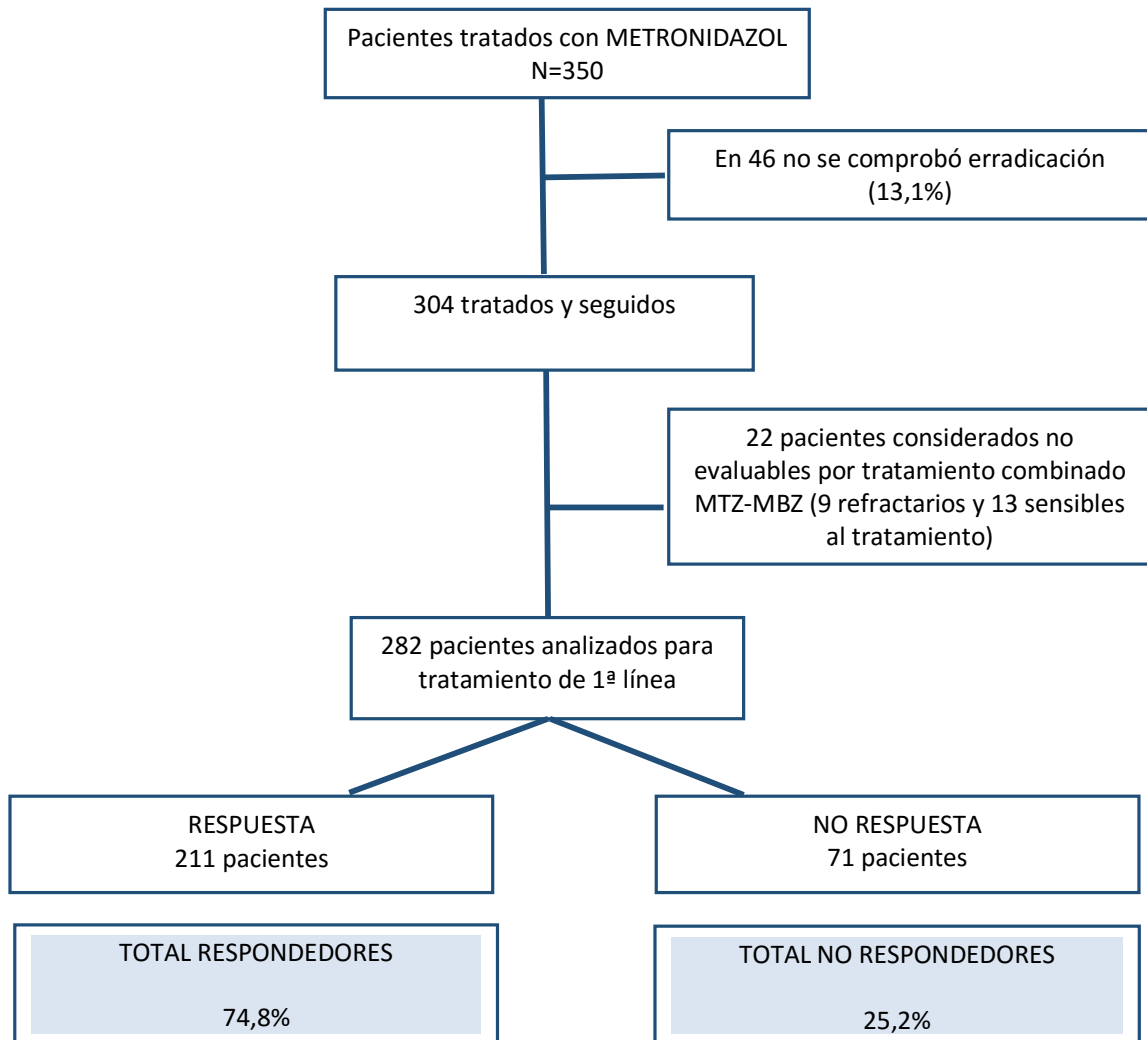 Pacientes tratados con METRONIDAZOL
N=350
En 46 no se comprobó erradicación
(13,1%)
304 tratados y seguidos
22 pacientes considerados no
evaluables por tratamiento combinado
MTZ-MBZ (9 refractarios y 13 sensibles
al tratamiento)
282 pacientes analizados para
tratamiento de 1ª línea
RESPUESTA
211 pacientes
NO RESPUESTA
71 pacientes
TOTAL RESPONDEDORES
74,8%
TOTAL NO RESPONDEDORES
25,2%